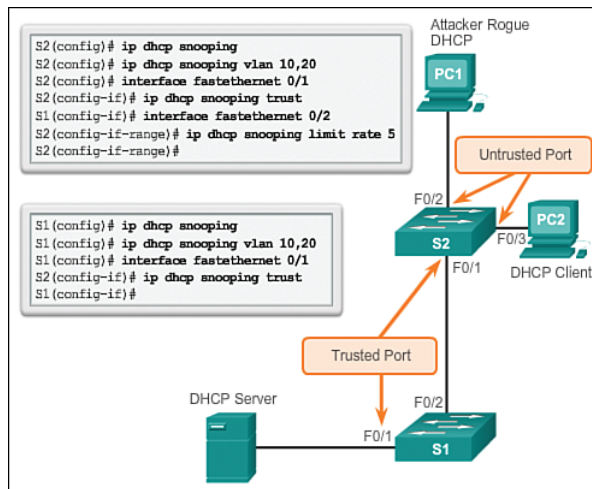 S2(config)# ip dhcp snooping
S2(config)# ip dhcp snooping vlan 10,20
S2(config)# interface fastethernet 0/1
S2(config-if)# ip dhcp snooping trust
S1(config)# interface fastethernet 0/2
S2(config-if-range)# ip dhcp snooping limit rate 5
S2(config-if-range)#
Attacker Rogue
DHCP
PC1
Untrusted Port
F0/2
S2
F0/3
PC2
F0/1
DHCP Client
S1(config)# ip dhcp snooping
S1(config)# ip dhcp snooping vlan 10,20
S1(config)# interface fastethernet 0/1
S2(config-if)# ip dhcp snooping trust
S1(config-if)#
Trusted Port
DHCP Server
F0/2
F0/1
S1